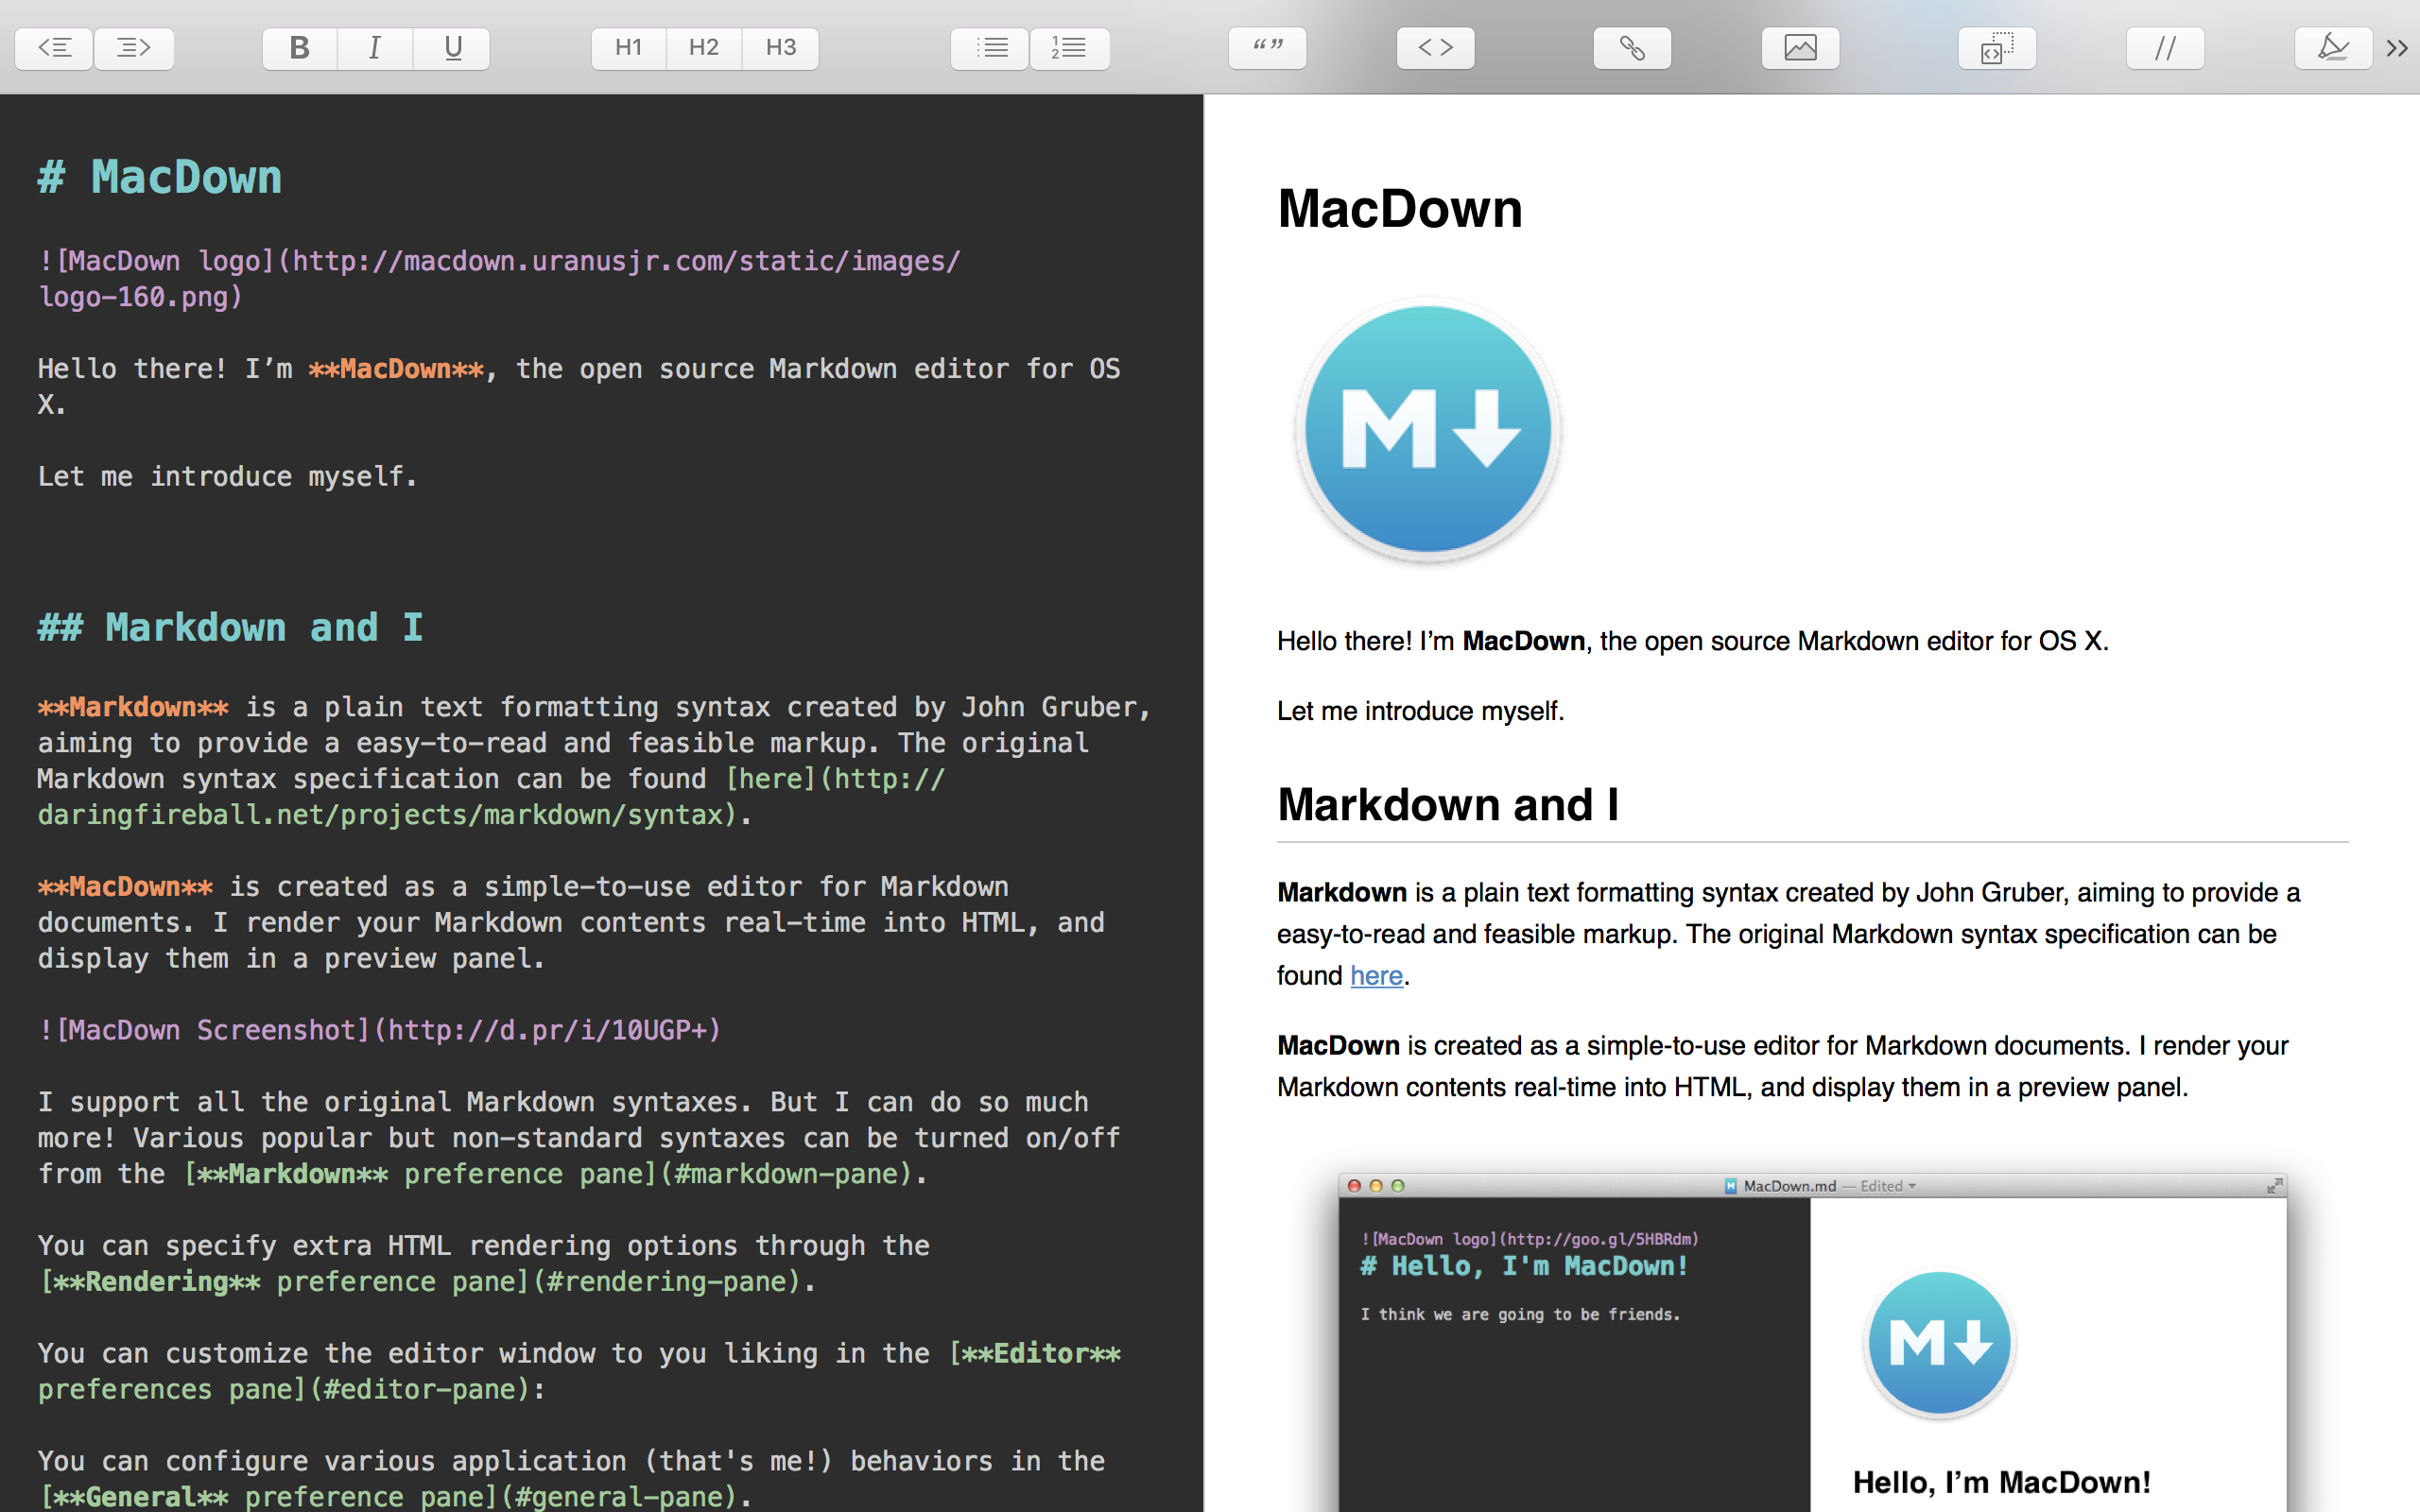 B I U H1 H2 H3 “ ” < > //
# MacDown
![MacDown logo](http://macdown.uranusjr.com/static/images/
logo-160.png)
Hello there! I’m **MacDown**, the open source Markdown editor for OS
X.
Let me introduce myself.
## Markdown and I
**Markdown** is a plain text formatting syntax created by John Gruber,
aiming to provide a easy-to-read and feasible markup. The original
Markdown syntax specification can be found [here](http://
daringfireball.net/projects/markdown/syntax).
**MacDown** is created as a simple-to-use editor for Markdown
documents. I render your Markdown contents real-time into HTML, and
display them in a preview panel.
![MacDown Screenshot](http://d.pr/i/10UGP+)
I support all the original Markdown syntaxes. But I can do so much
more! Various popular but non-standard syntaxes can be turned on/off
from the [**Markdown** preference pane](#markdown-pane).
You can specify extra HTML rendering options through the
[**Rendering** preference pane](#rendering-pane).
You can customize the editor window to you liking in the [**Editor**
preferences pane](#editor-pane):
You can configure various application (that's me!) behaviors in the
[**General** preference pane](#general-pane).
MacDown
M
Hello there! I’m MacDown, the open source Markdown editor for OS X.
Let me introduce myself.
Markdown and I
Markdown is a plain text formatting syntax created by John Gruber, aiming to provide a
easy-to-read and feasible markup. The original Markdown syntax specification can be
found here.
MacDown is created as a simple-to-use editor for Markdown documents. I render your
Markdown contents real-time into HTML, and display them in a preview panel.
MacDown.md — Edited
![MacDown logo](http://goo.gl/5HBRdm)
# Hello, I'm MacDown!
I think we are going to be friends.
M
Hello, I’m MacDown!